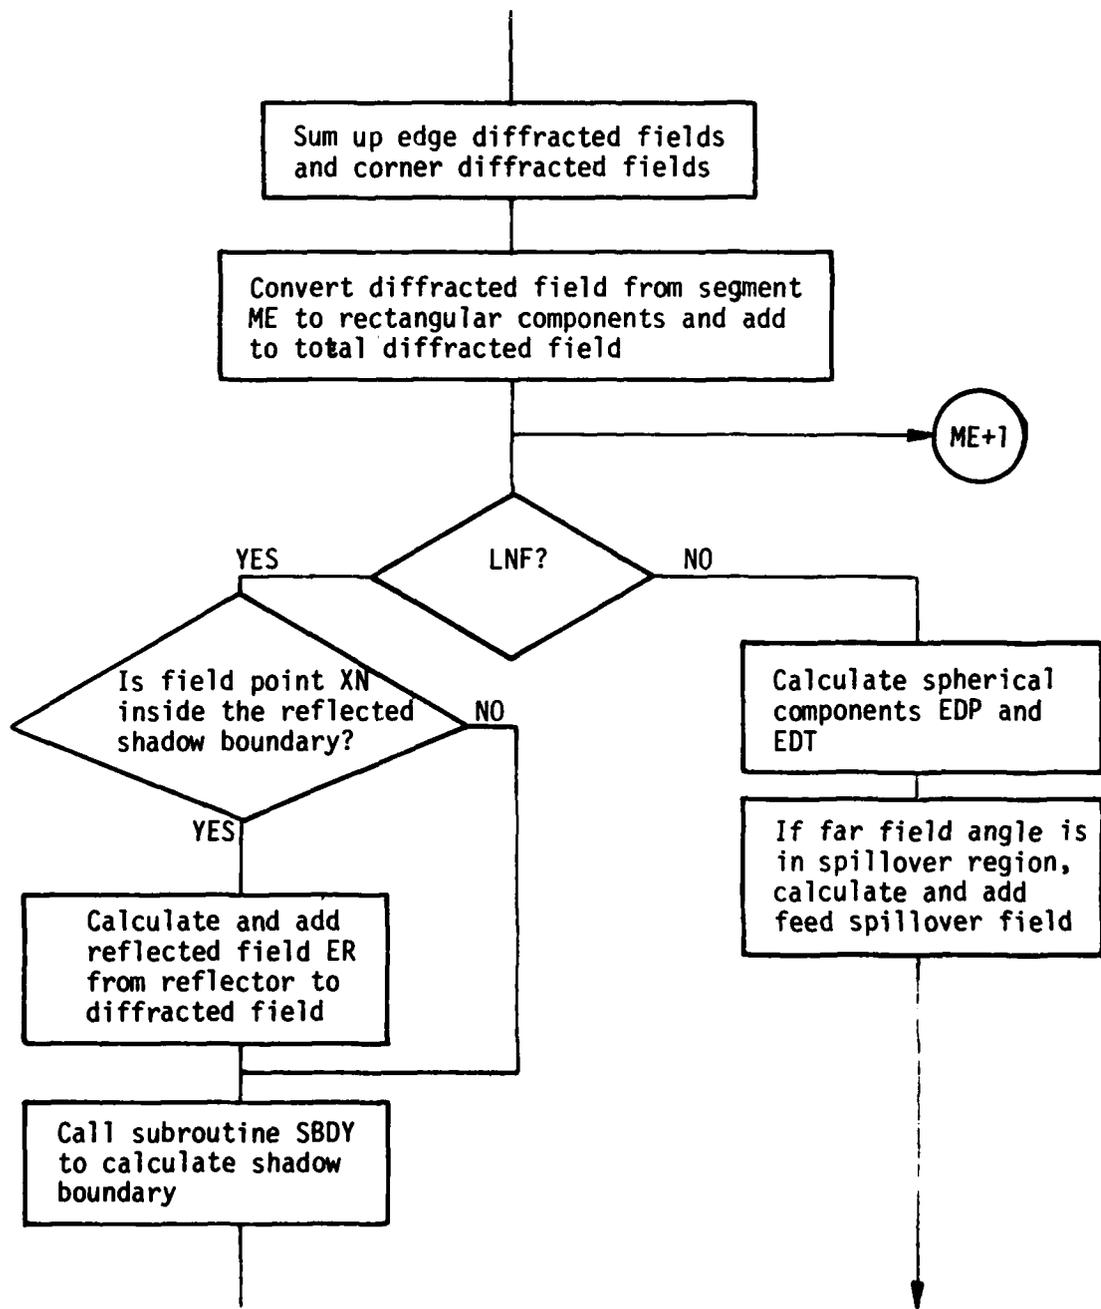 Sum up edge diffracted fields
and corner diffracted fields
Convert diffracted field from segment
ME to rectangular components and add
to total diffracted field
ME+1
LNF?
YES
NO
Is field point XN
inside the reflected
shadow boundary?
NO
YES
Calculate spherical
components EDP and
EDT
If far field angle is
in spillover region,
calculate and add
feed spillover field
Calculate and add
reflected field ER
from reflector to
diffracted field
Call subroutine SBDY
to calculate shadow
boundary